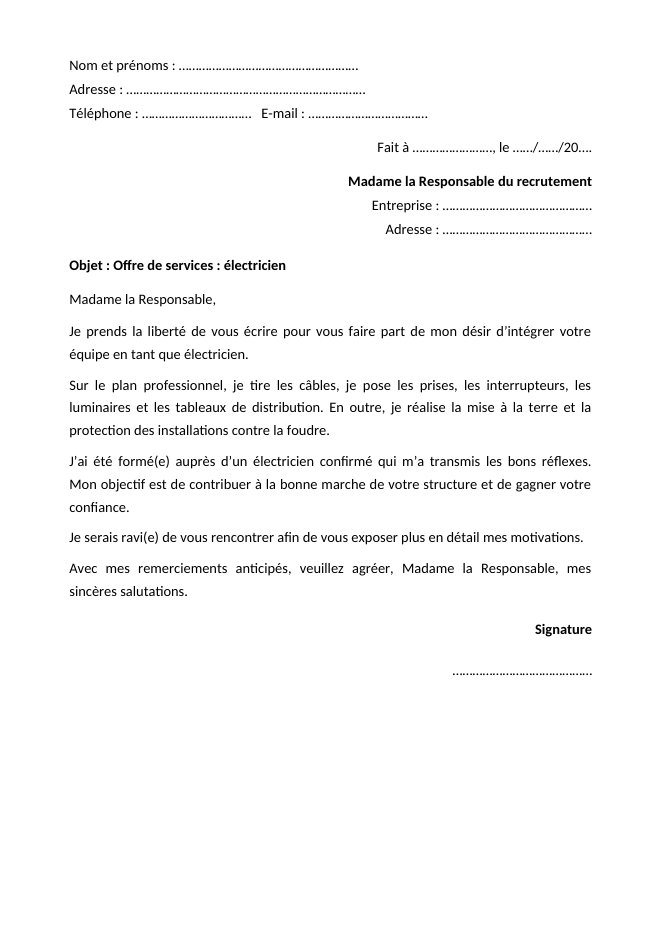 Nom et prénoms : ………………………………………………
Adresse : ………………………………………………………………
Téléphone : ……………………………   E-mail : ………………………………
Fait à ……………………, le ……/……/20….
Madame la Responsable du recrutement
Entreprise : ………………………………………
Adresse : ………………………………………
Objet : Offre de services : électricien
Madame la Responsable,
Je prends la liberté de vous écrire pour vous faire part de mon désir d’intégrer votre
équipe en tant que électricien.
Sur le plan professionnel, je tire les câbles, je pose les prises, les interrupteurs, les
luminaires et les tableaux de distribution. En outre, je réalise la mise à la terre et la
protection des installations contre la foudre.
J’ai été formé(e) auprès d’un électricien confirmé qui m’a transmis les bons réflexes.
Mon objectif est de contribuer à la bonne marche de votre structure et de gagner votre
confiance.
Je serais ravi(e) de vous rencontrer afin de vous exposer plus en détail mes motivations.
Avec mes remerciements anticipés, veuillez agréer, Madame la Responsable, mes
sincères salutations.
Signature
……………………………………